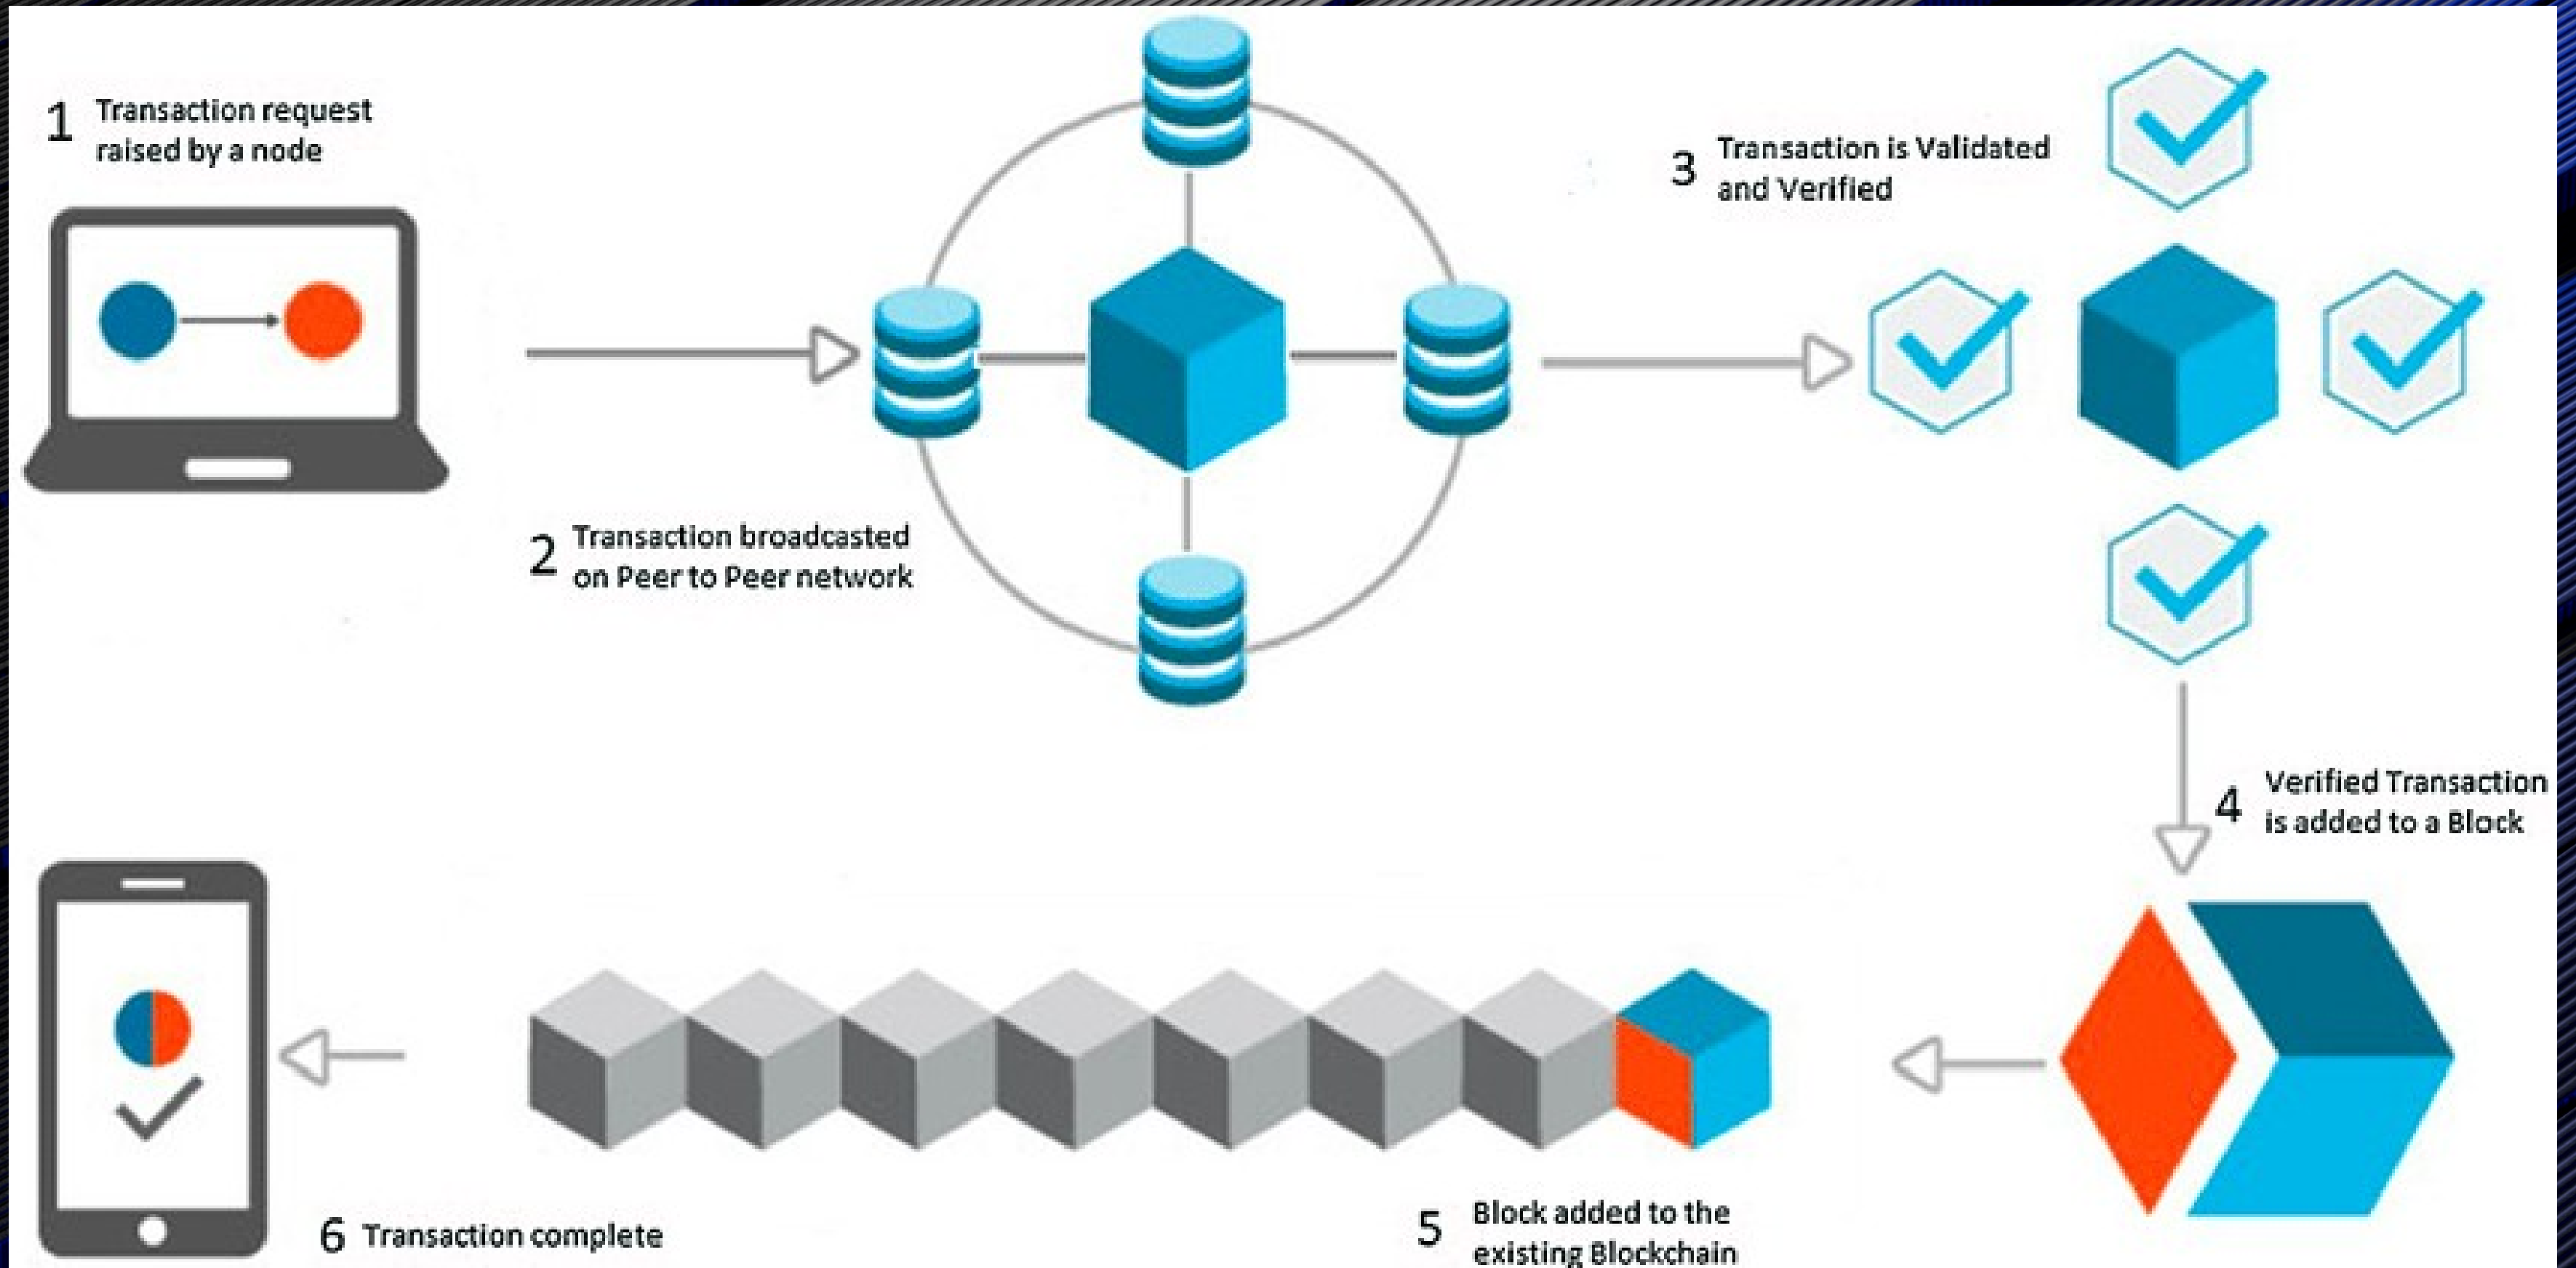 1 Transaction request
raised by a node
2 Transaction broadcasted
on Peer to Peer network
3 Transaction is Validated
and Verified
4 Verified Transaction
is added to a Block
5 Block added to the
existing Blockchain
6 Transaction complete